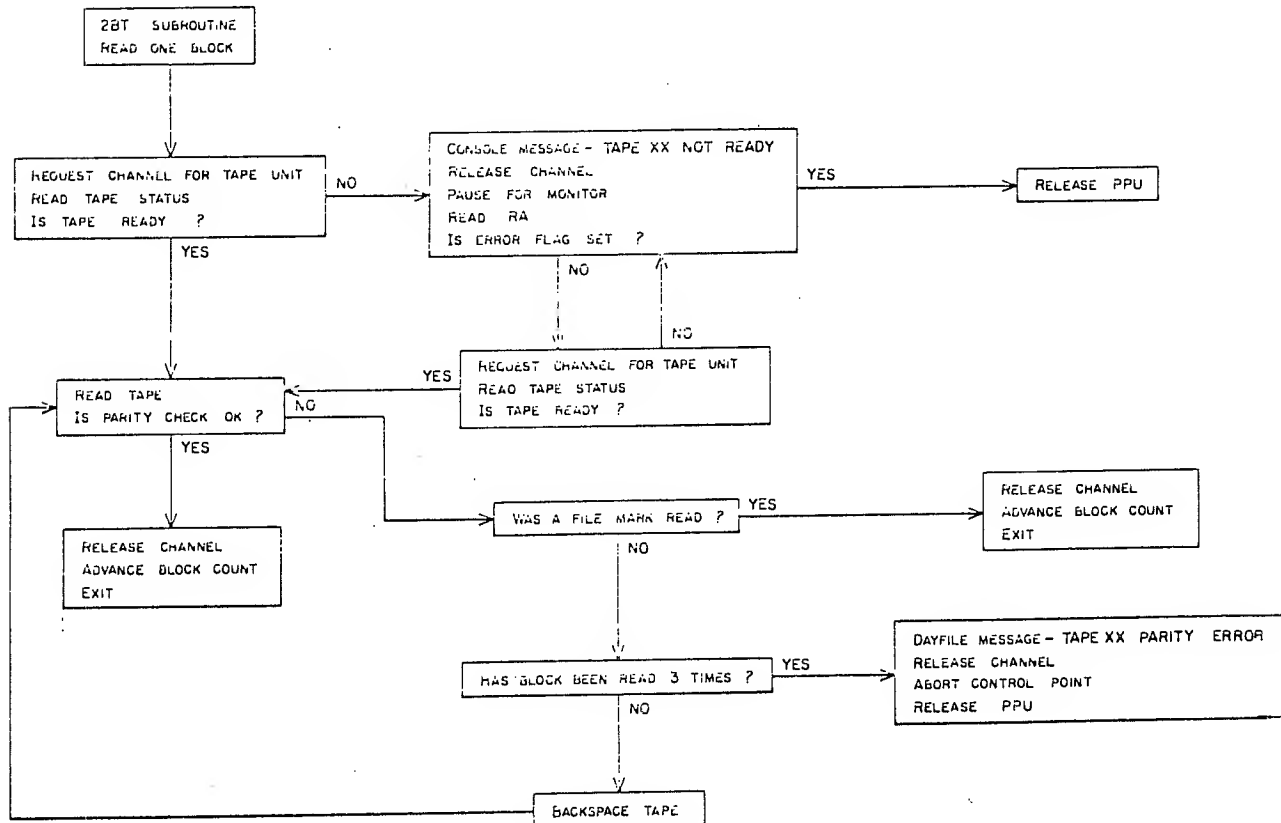 2BT SUBROUTINE
READ ONE BLOCK
REQUEST CHANNEL FOR TAPE UNIT
READ TAPE STATUS
IS TAPE READY ?
NO
YES
CONSOLE MESSAGE - TAPE XX NOT READY
RELEASE CHANNEL
PAUSE FOR MONITOR
READ RA
IS ERROR FLAG SET ?
YES
RELEASE PPU
NO
NO
REQUEST CHANNEL FOR TAPE UNIT
READ TAPE STATUS
IS TAPE READY ?
YES
READ TAPE
IS PARITY CHECK OK ?
NO
YES
RELEASE CHANNEL
ADVANCE BLOCK COUNT
EXIT
WAS A FILE MARK READ ?
YES
RELEASE CHANNEL
ADVANCE BLOCK COUNT
EXIT
NO
HAS BLOCK BEEN READ 3 TIMES ?
YES
DAYFILE MESSAGE - TAPE XX PARITY ERROR
RELEASE CHANNEL
ABORT CONTROL POINT
RELEASE PPU
NO
BACKSPACE TAPE